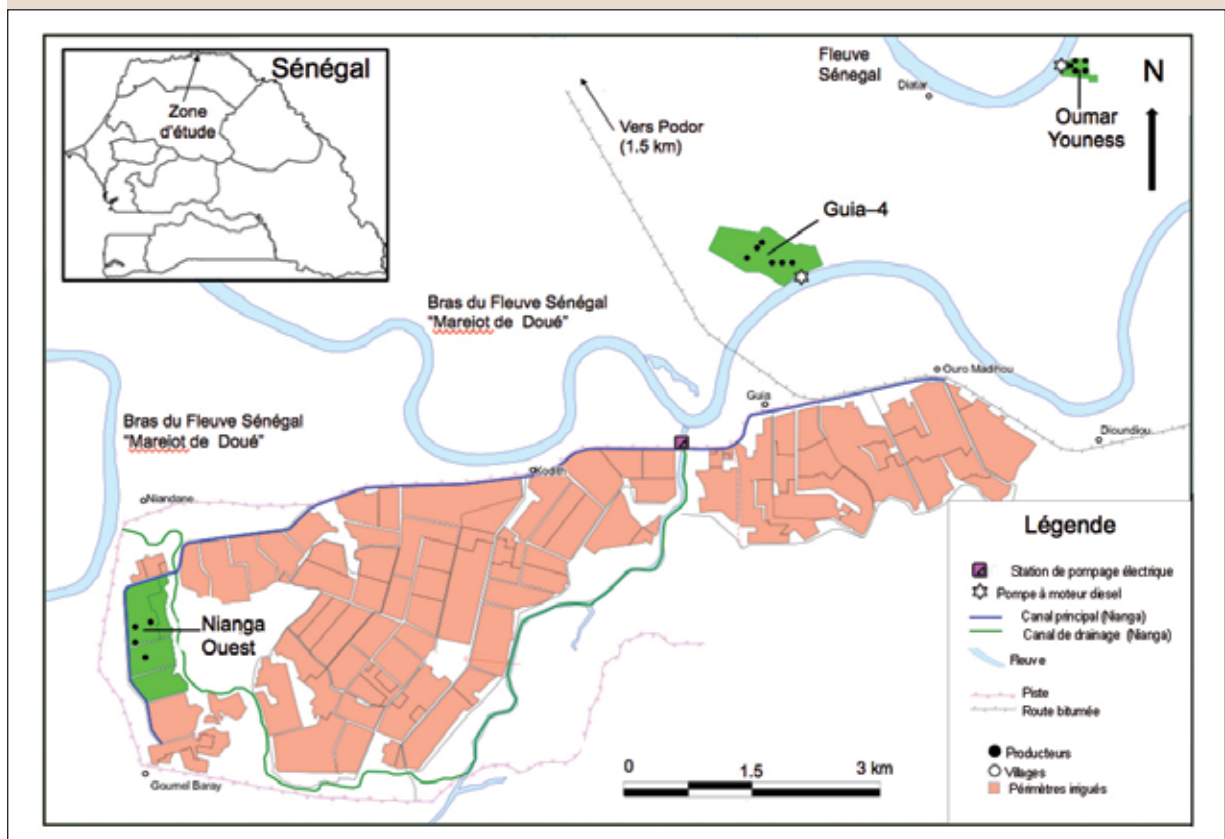 Sénégal
Zone
d'étude
Fleuve
Sénegal
Diatar
N
Oumar
Youness
Vers Podor
(1.5 km)
Guia–4
Bras du Fleuve Sénégal
"Mareiot de Doué"
Bras du Fleuve Sénégal
"Mareiot de Doué"
Ouro Madihou
Guia
Dioundiou
Kodith
Niandane
Nianga
Ouest
Goumel Baray
0 1.5 3 km
Légende
Station de pompage électrique
Pompe à moteur diesel
Canal principal (Nianga)
Canal de drainage (Nianga)
Fleuve
Piste
Route bitumée
Producteurs
Villages
Périmètres irrigués